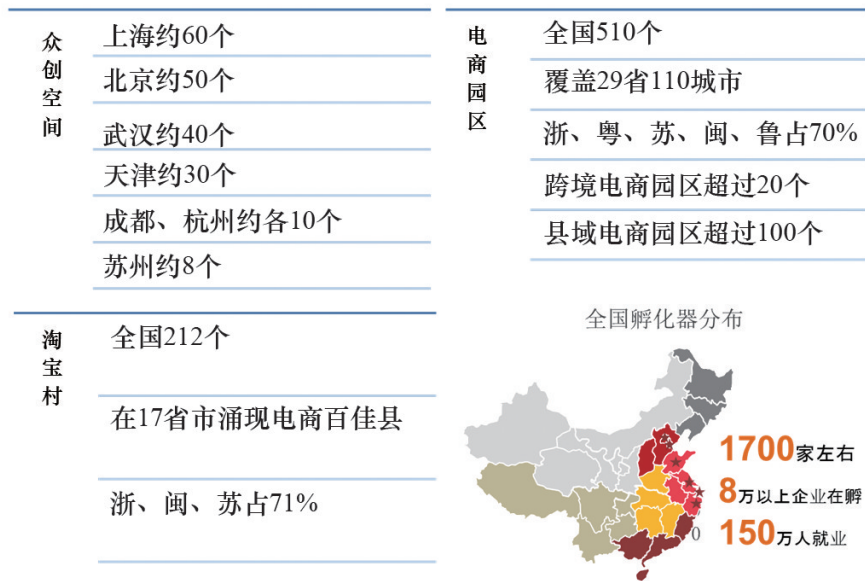 众创空间
上海约60个
北京约50个
武汉约40个
天津约30个
成都、杭州约各10个
苏州约8个
电商园区
全国510个
覆盖29省110城市
浙、粤、苏、闽、鲁占70%
跨境电商园区超过20个
县域电商园区超过100个
淘宝村
全国212个
在17省市涌现电商百佳县
浙、闽、苏占71%
全国孵化器分布
1700家左右
8万以上企业在孵
0
150万人就业